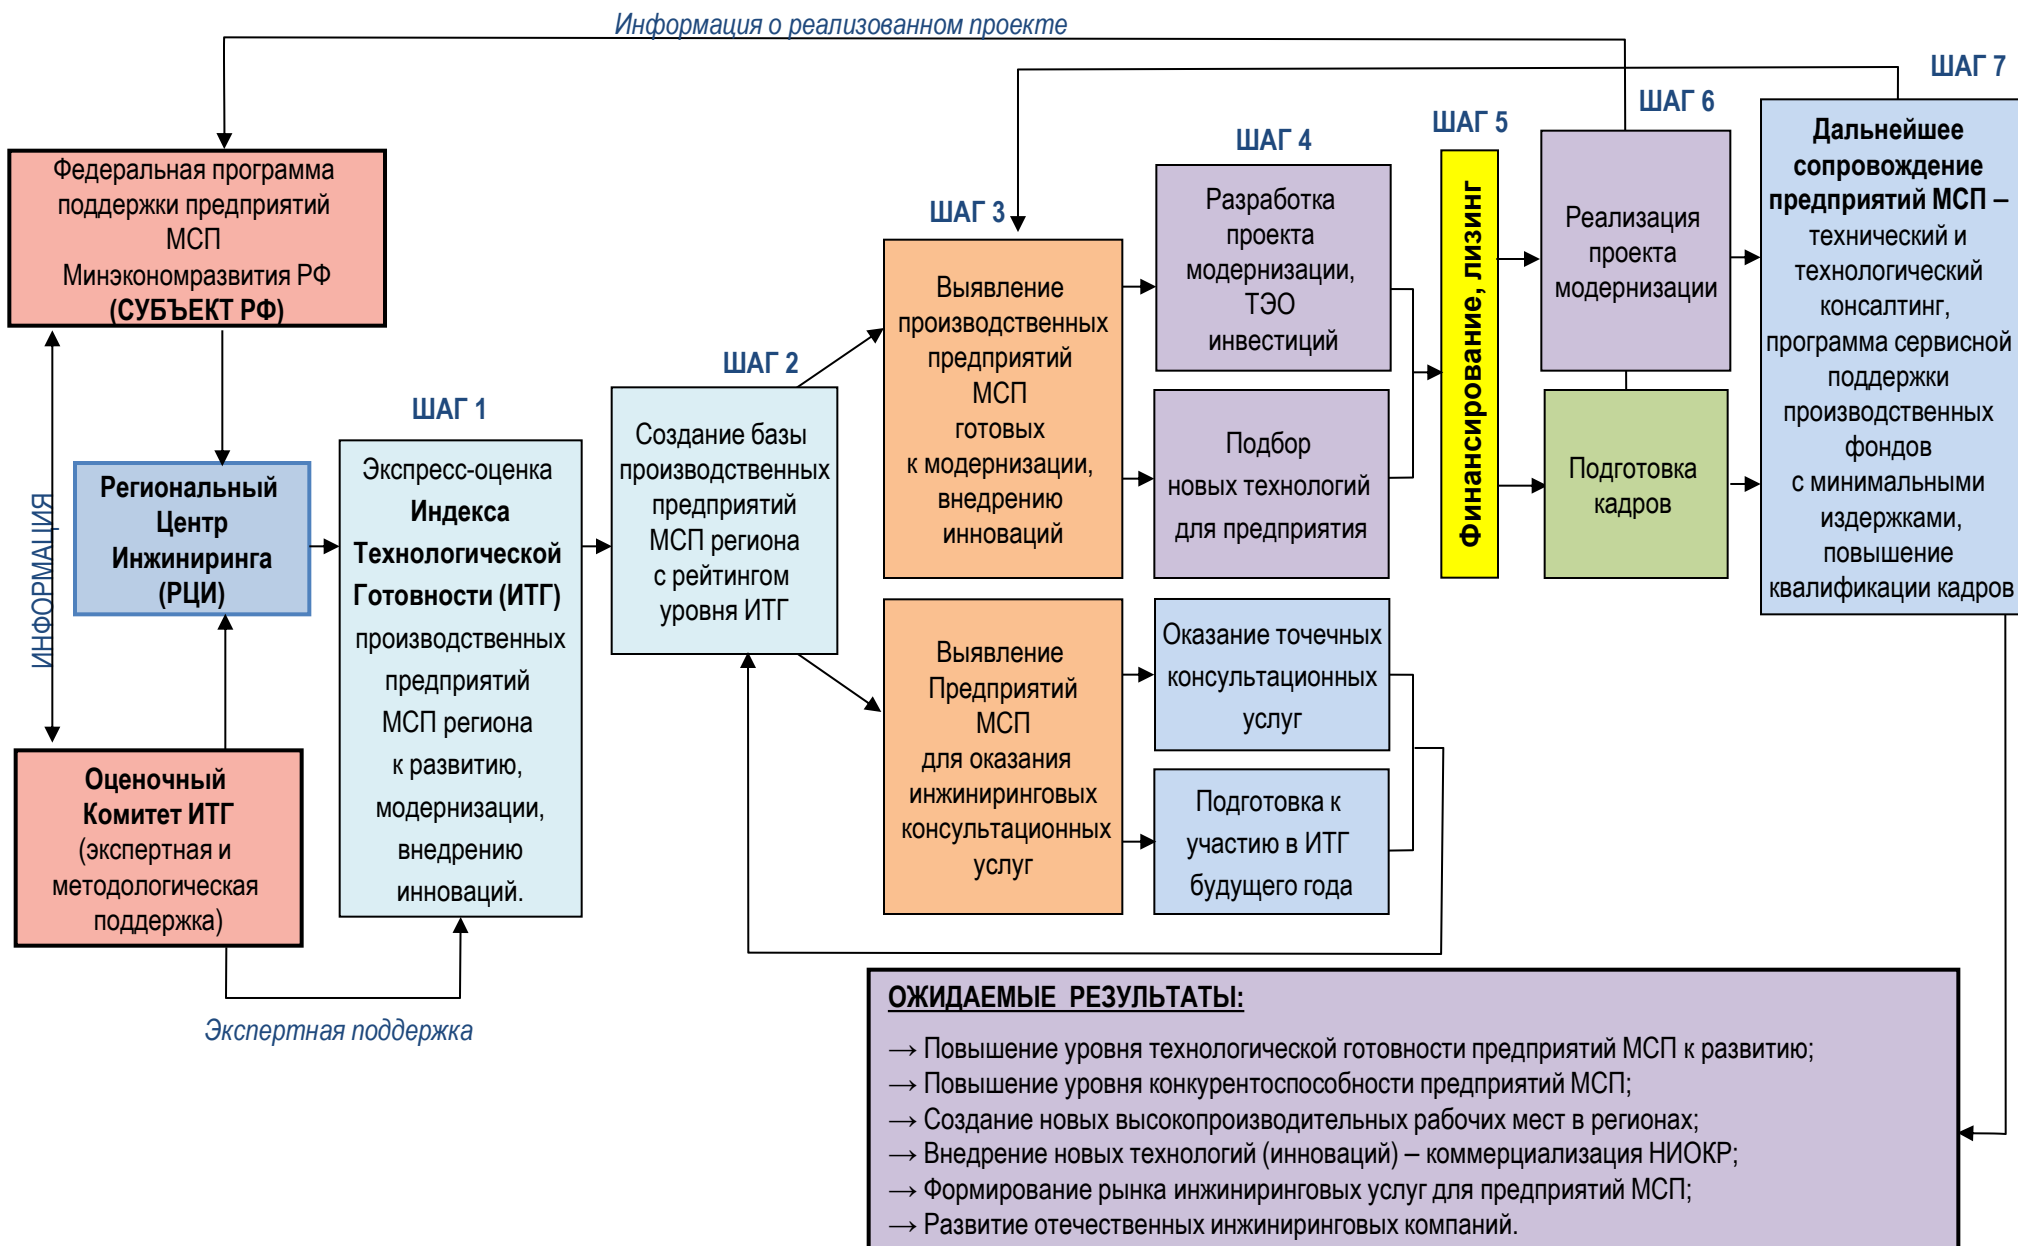 Информация о реализованном проекте
Федеральная программа
поддержки предприятий
МСП
Минэкономразвития РФ
(СУБЪЕКТ РФ)
ИНФОРМАЦИЯ
Региональный
Центр
Инжиниринга
(РЦИ)
Оценочный
Комитет ИТГ
(экспертная и
методологическая
поддержка)
Экспертная поддержка
ШАГ 1
Экспресс-оценка
Индекса
Технологической
Готовности (ИТГ)
производственных
предприятий
МСП региона
к развитию,
модернизации,
внедрению
инноваций.
ШАГ 2
Создание базы
производственных
предприятий
МСП региона
с рейтингом
уровня ИТГ
ШАГ 3
Выявление
производственных
предприятий
МСП
готовых
к модернизации,
внедрению
инноваций
Выявление
Предприятий
МСП
для оказания
инжиниринговых
консультационных
услуг
ШАГ 4
Разработка
проекта
модернизации,
ТЭО
инвестиций
Подбор
новых технологий
для предприятия
Оказание точечных
консультационных
услуг
Подготовка к
участию в ИТГ
будущего года
ШАГ 5
Финансирование, лизинг
ШАГ 6
Реализация
проекта
модернизации
Подготовка
кадров
ШАГ 7
Дальнейшее
сопровождение
предприятий МСП –
технический и
технологический
консалтинг,
программа сервисной
поддержки
производственных
фондов
с минимальными
издержками,
повышение
квалификации кадров
ОЖИДАЕМЫЕ РЕЗУЛЬТАТЫ:
→ Повышение уровня технологической готовности предприятий МСП к развитию;
→ Повышение уровня конкурентоспособности предприятий МСП;
→ Создание новых высокопроизводительных рабочих мест в регионах;
→ Внедрение новых технологий (инноваций) – коммерциализация НИОКР;
→ Формирование рынка инжиниринговых услуг для предприятий МСП;
→ Развитие отечественных инжиниринговых компаний.